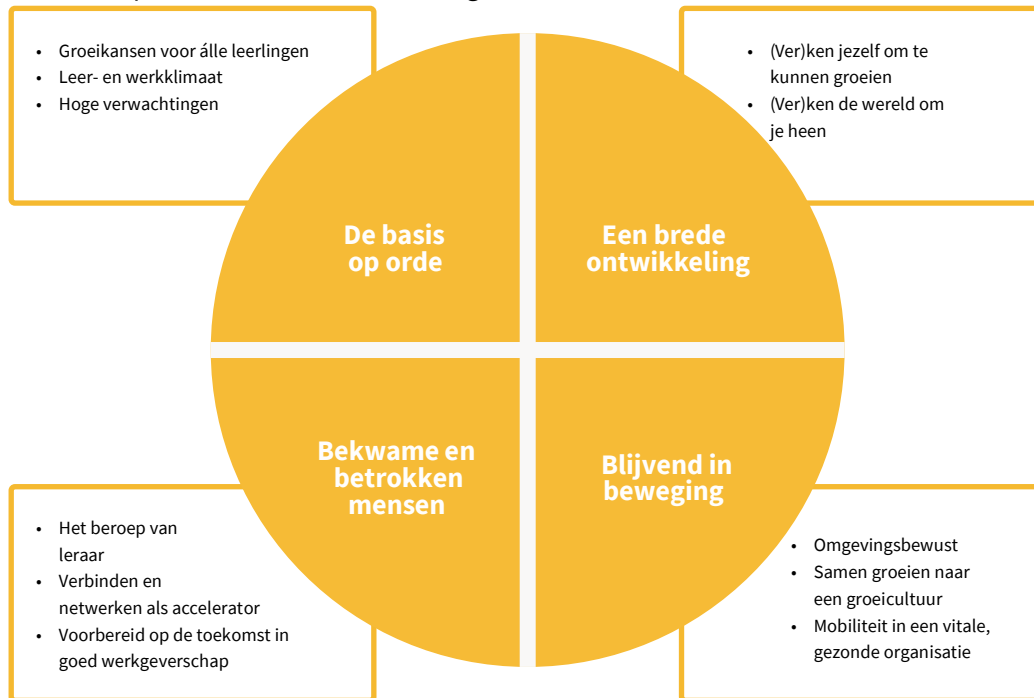 • Groeikansen voor álle leerlingen
• Leer- en werkklimaat
• Hoge verwachtingen
• (Ver)ken jezelf om te
kunnen groeien
• (Ver)ken de wereld om
je heen
De basis
op orde
Een brede
ontwikkeling
Bekwame en
betrokken
mensen
Blijvend in
beweging
• Het beroep van
leraar
• Verbinden en
netwerken als accelerator
• Voorbereid op de toekomst in
goed werkgeverschap
• Omgevingsbewust
• Samen groeien naar
een groeicultuur
• Mobiliteit in een vitale,
gezonde organisatie